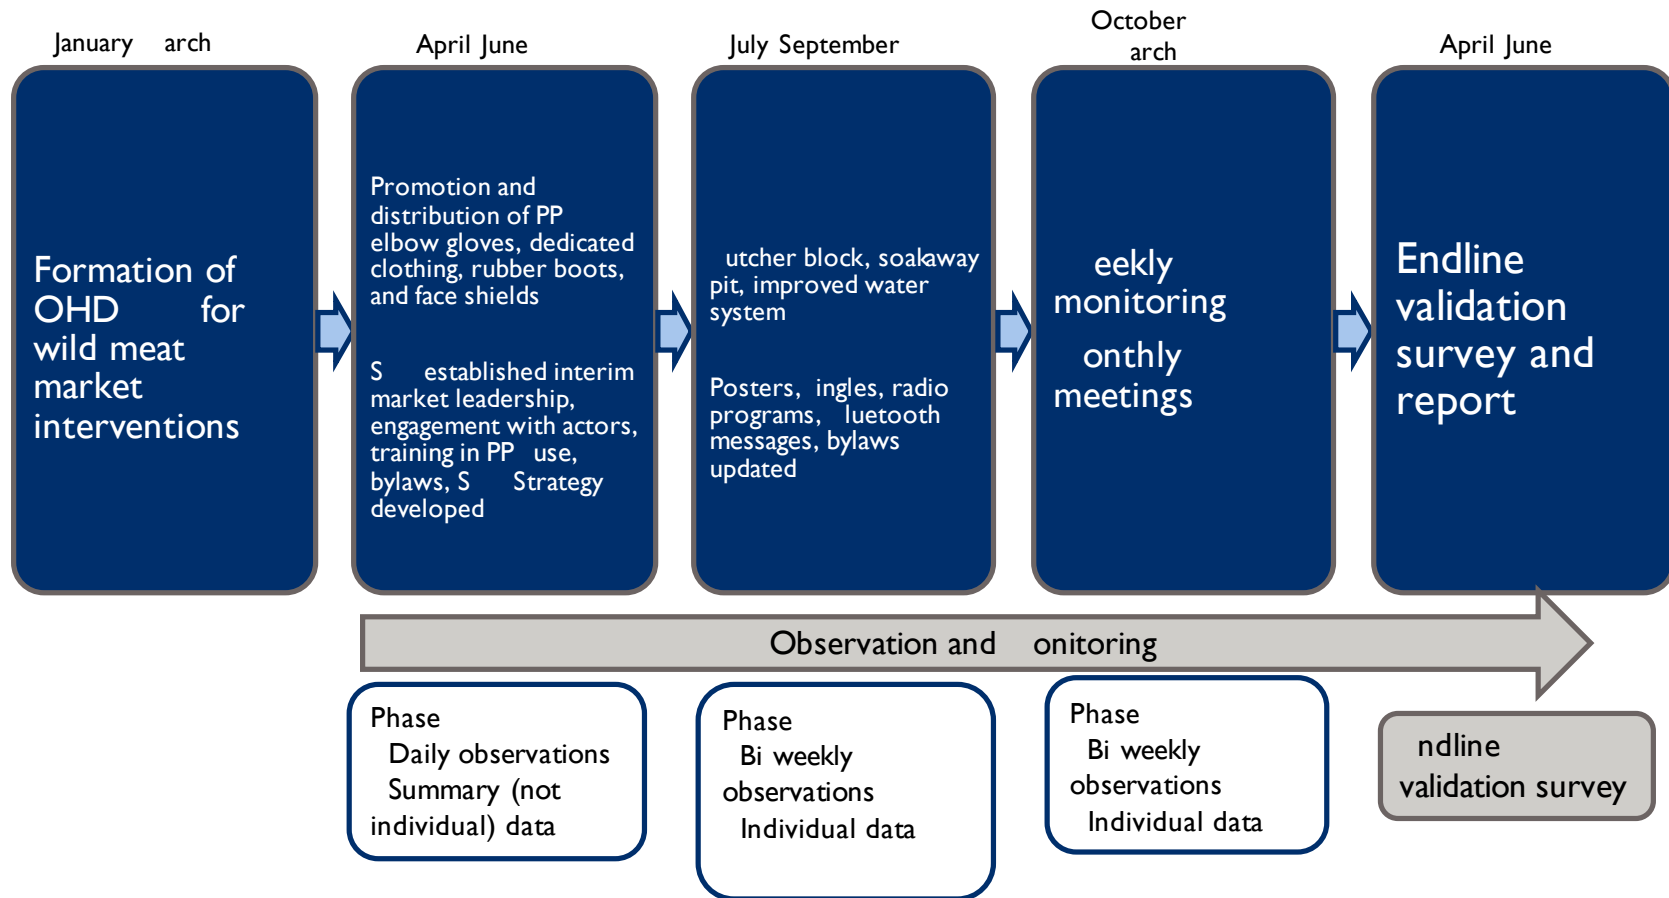 January arch
April June
July September
October
arch
April June
Formation of
OHD for
wild meat
market
interventions
Promotion and
distribution of PP
elbow gloves, dedicated
clothing, rubber boots,
and face shields
S established interim
market leadership,
engagement with actors,
training in PP use,
bylaws, S Strategy
developed
utcher block, soakaway
pit, improved water
system
Posters, ingles, radio
programs, luetooth
messages, bylaws
updated
eekly
monitoring
onthly
meetings
Endline
validation
survey and
report
Observation and onitoring
Phase
Daily observations
Summary (not
individual) data
Phase
Bi weekly
observations
Individual data
Phase
Bi weekly
observations
Individual data
ndline
validation survey